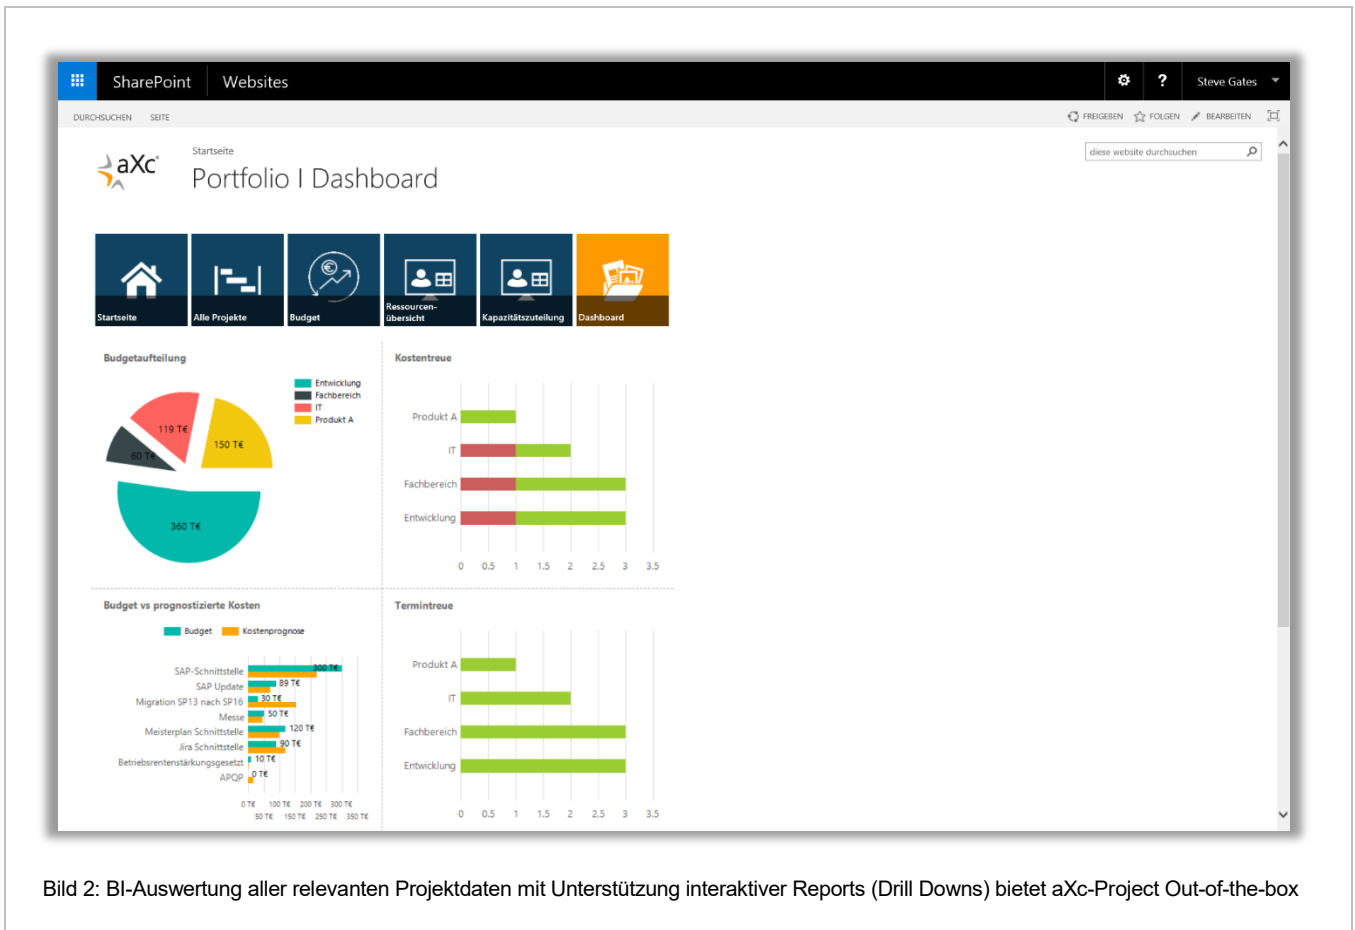 SharePoint Websites ? Steve Gates
DURCHSUCHEN SEITE FREIGEBEN FOLGEN BEARBEITEN
aXc
Startseite
Portfolio I Dashboard
diese website durchsuchen
Startseite
Alle Projekte
Budget
Ressourcen-
übersicht
Kapazitätszuteilung
Dashboard
Budgetaufteilung
Entwicklung
Fachbereich
IT
Produkt A
119 T€
150 T€
60 T€
360 T€
Kostentreue
Produkt A
IT
Fachbereich
Entwicklung
0 0.5 1 1.5 2 2.5 3 3.5
Budget vs prognostizierte Kosten
Budget Kostenprognose
SAP-Schnittstelle 300 T€
SAP Update 89 T€
Migration SP13 nach SP16 30 T€
Messe 50 T€
Meisterplan Schnittstelle 120 T€
Jira Schnittstelle 90 T€
Betriebsrentenstärkungsgesetzt 10 T€
APQP 0 T€
0 T€ 100 T€ 200 T€ 300 T€
50 T€ 150 T€ 250 T€ 350 T€
Termintreue
Produkt A
IT
Fachbereich
Entwicklung
0 0.5 1 1.5 2 2.5 3 3.5
Bild 2: BI-Auswertung aller relevanten Projektdaten mit Unterstützung interaktiver Reports (Drill Downs) bietet aXc-Project Out-of-the-box